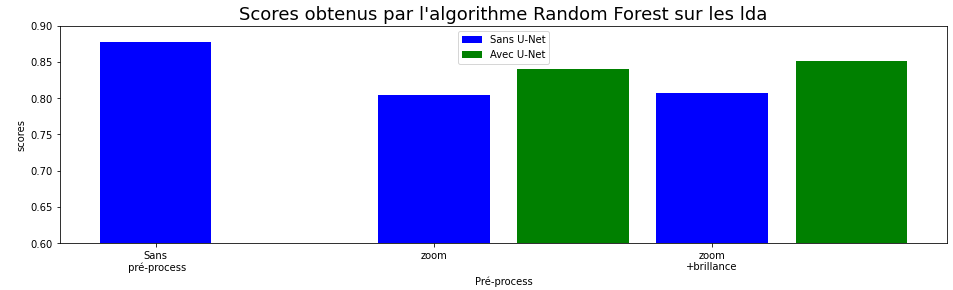 Scores obtenus par l'algorithme Random Forest sur les lda
Sans U-Net
Avec U-Net
scores
0.90
0.85
0.80
0.75
0.70
0.65
0.60
Sans
pré-process
zoom
zoom
+brillance
Pré-process